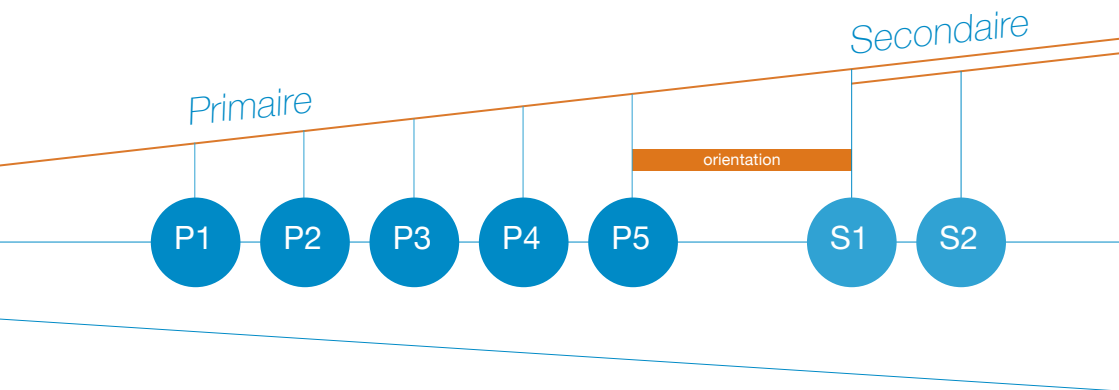 Secondaire
Primaire
orientation
P1 P2 P3 P4 P5 S1 S2